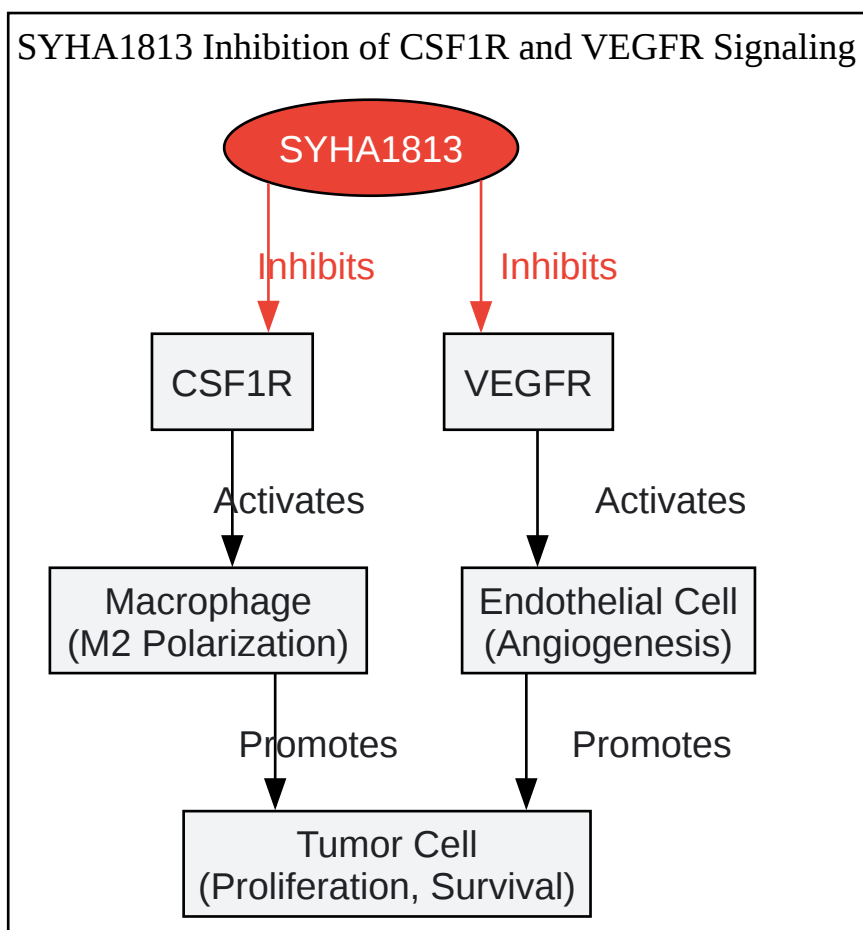 SYHA1813 Inhibition of CSF1R and VEGFR Signaling
SYHA1813
Inhibits
Inhibits
CSF1R
VEGFR
Activates
Activates
Macrophage
(M2 Polarization)
Endothelial Cell
(Angiogenesis)
Promotes
Promotes
Tumor Cell
(Proliferation, Survival)